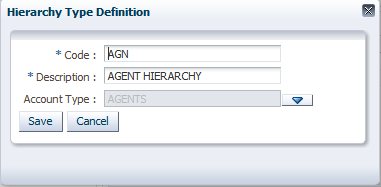 Hierarchy Type Definition
* Code : AGN
* Description : AGENT HIERARCHY
Account Type : AGENTS
Save Cancel